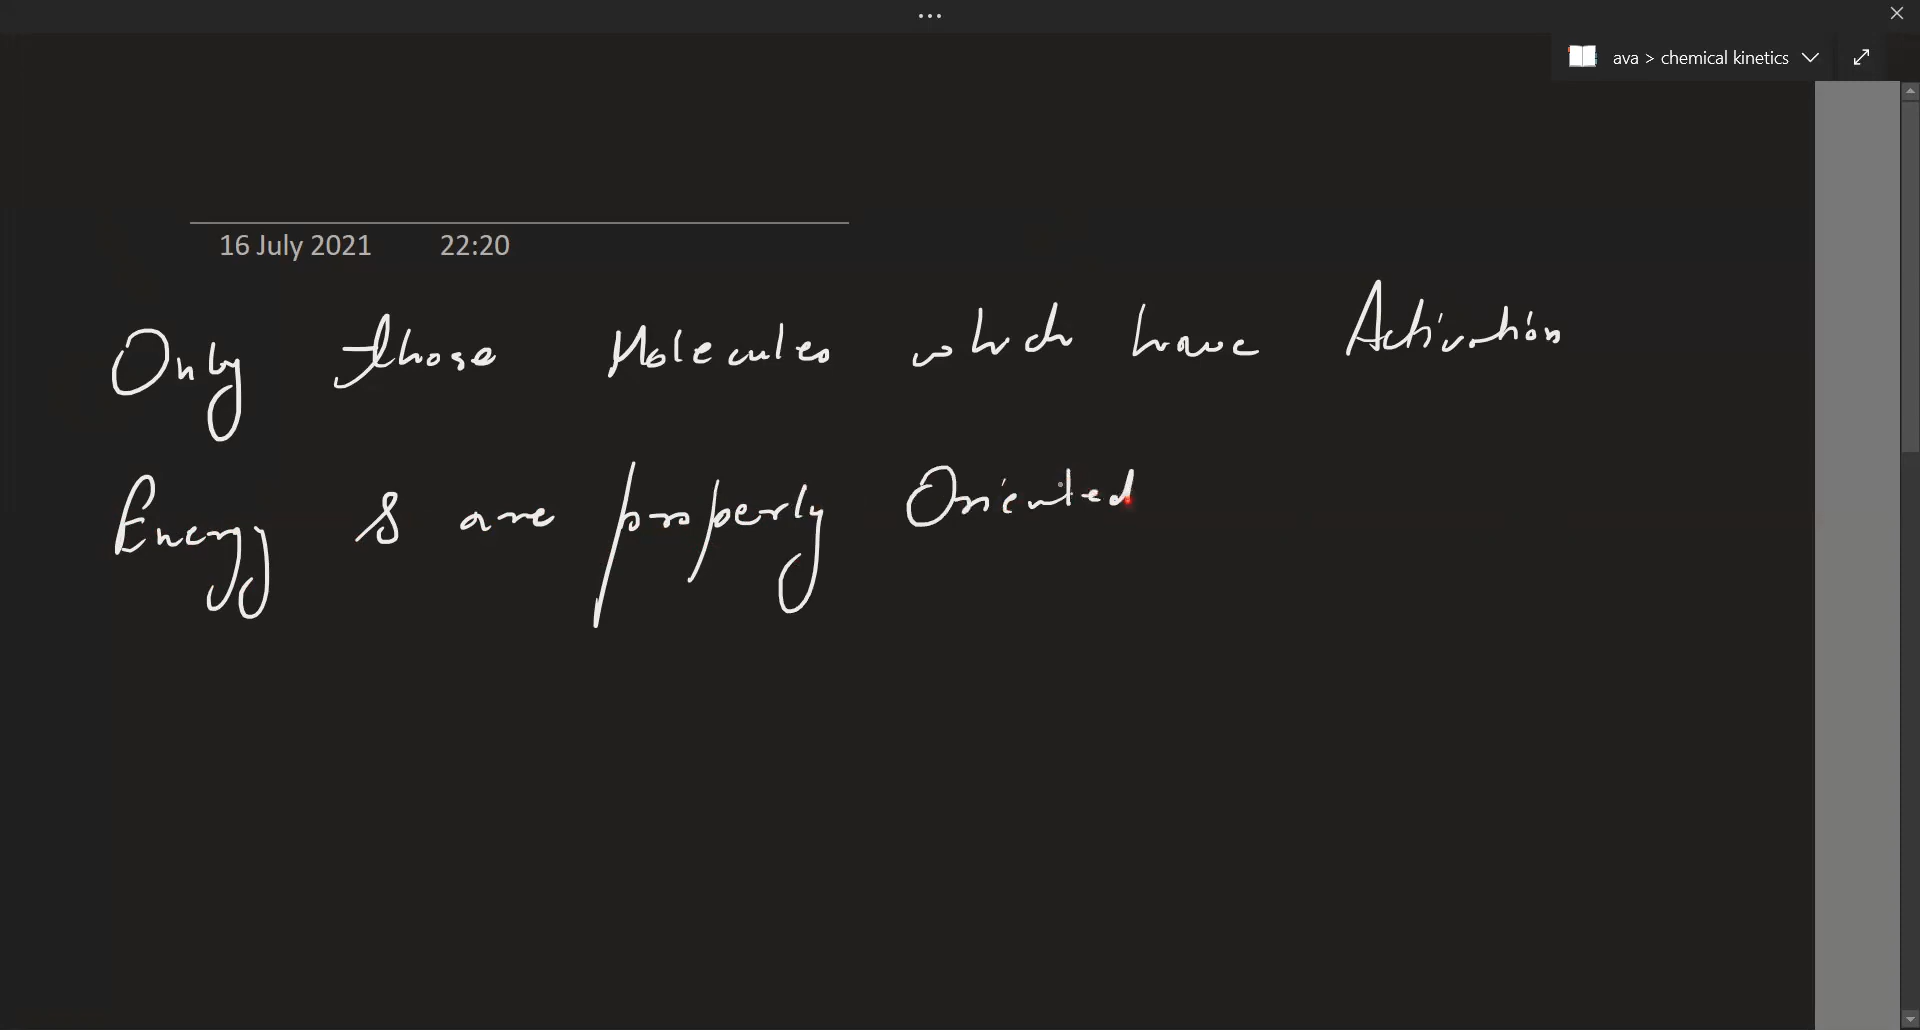 ...
ava > chemical kinetics
16 July 2021 22:20
Only those Molecules which have Activation
Energy & are properly Oriented